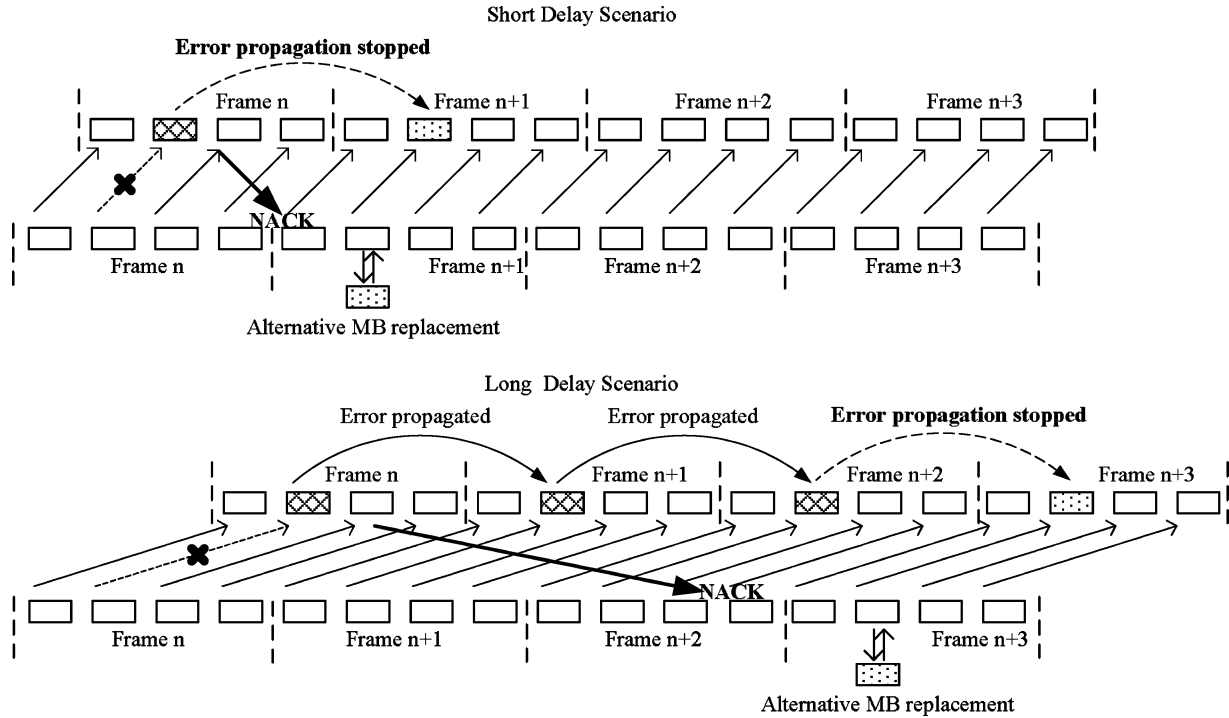 Short Delay Scenario
Error propagation stopped
Frame n
Frame n+1
Frame n+2
Frame n+3
NACK
Frame n
Frame n+1
Frame n+2
Frame n+3
Alternative MB replacement
Long Delay Scenario
Error propagated
Error propagated
Error propagation stopped
Frame n
Frame n+1
Frame n+2
Frame n+3
NACK
Frame n
Frame n+1
Frame n+2
Frame n+3
Alternative MB replacement